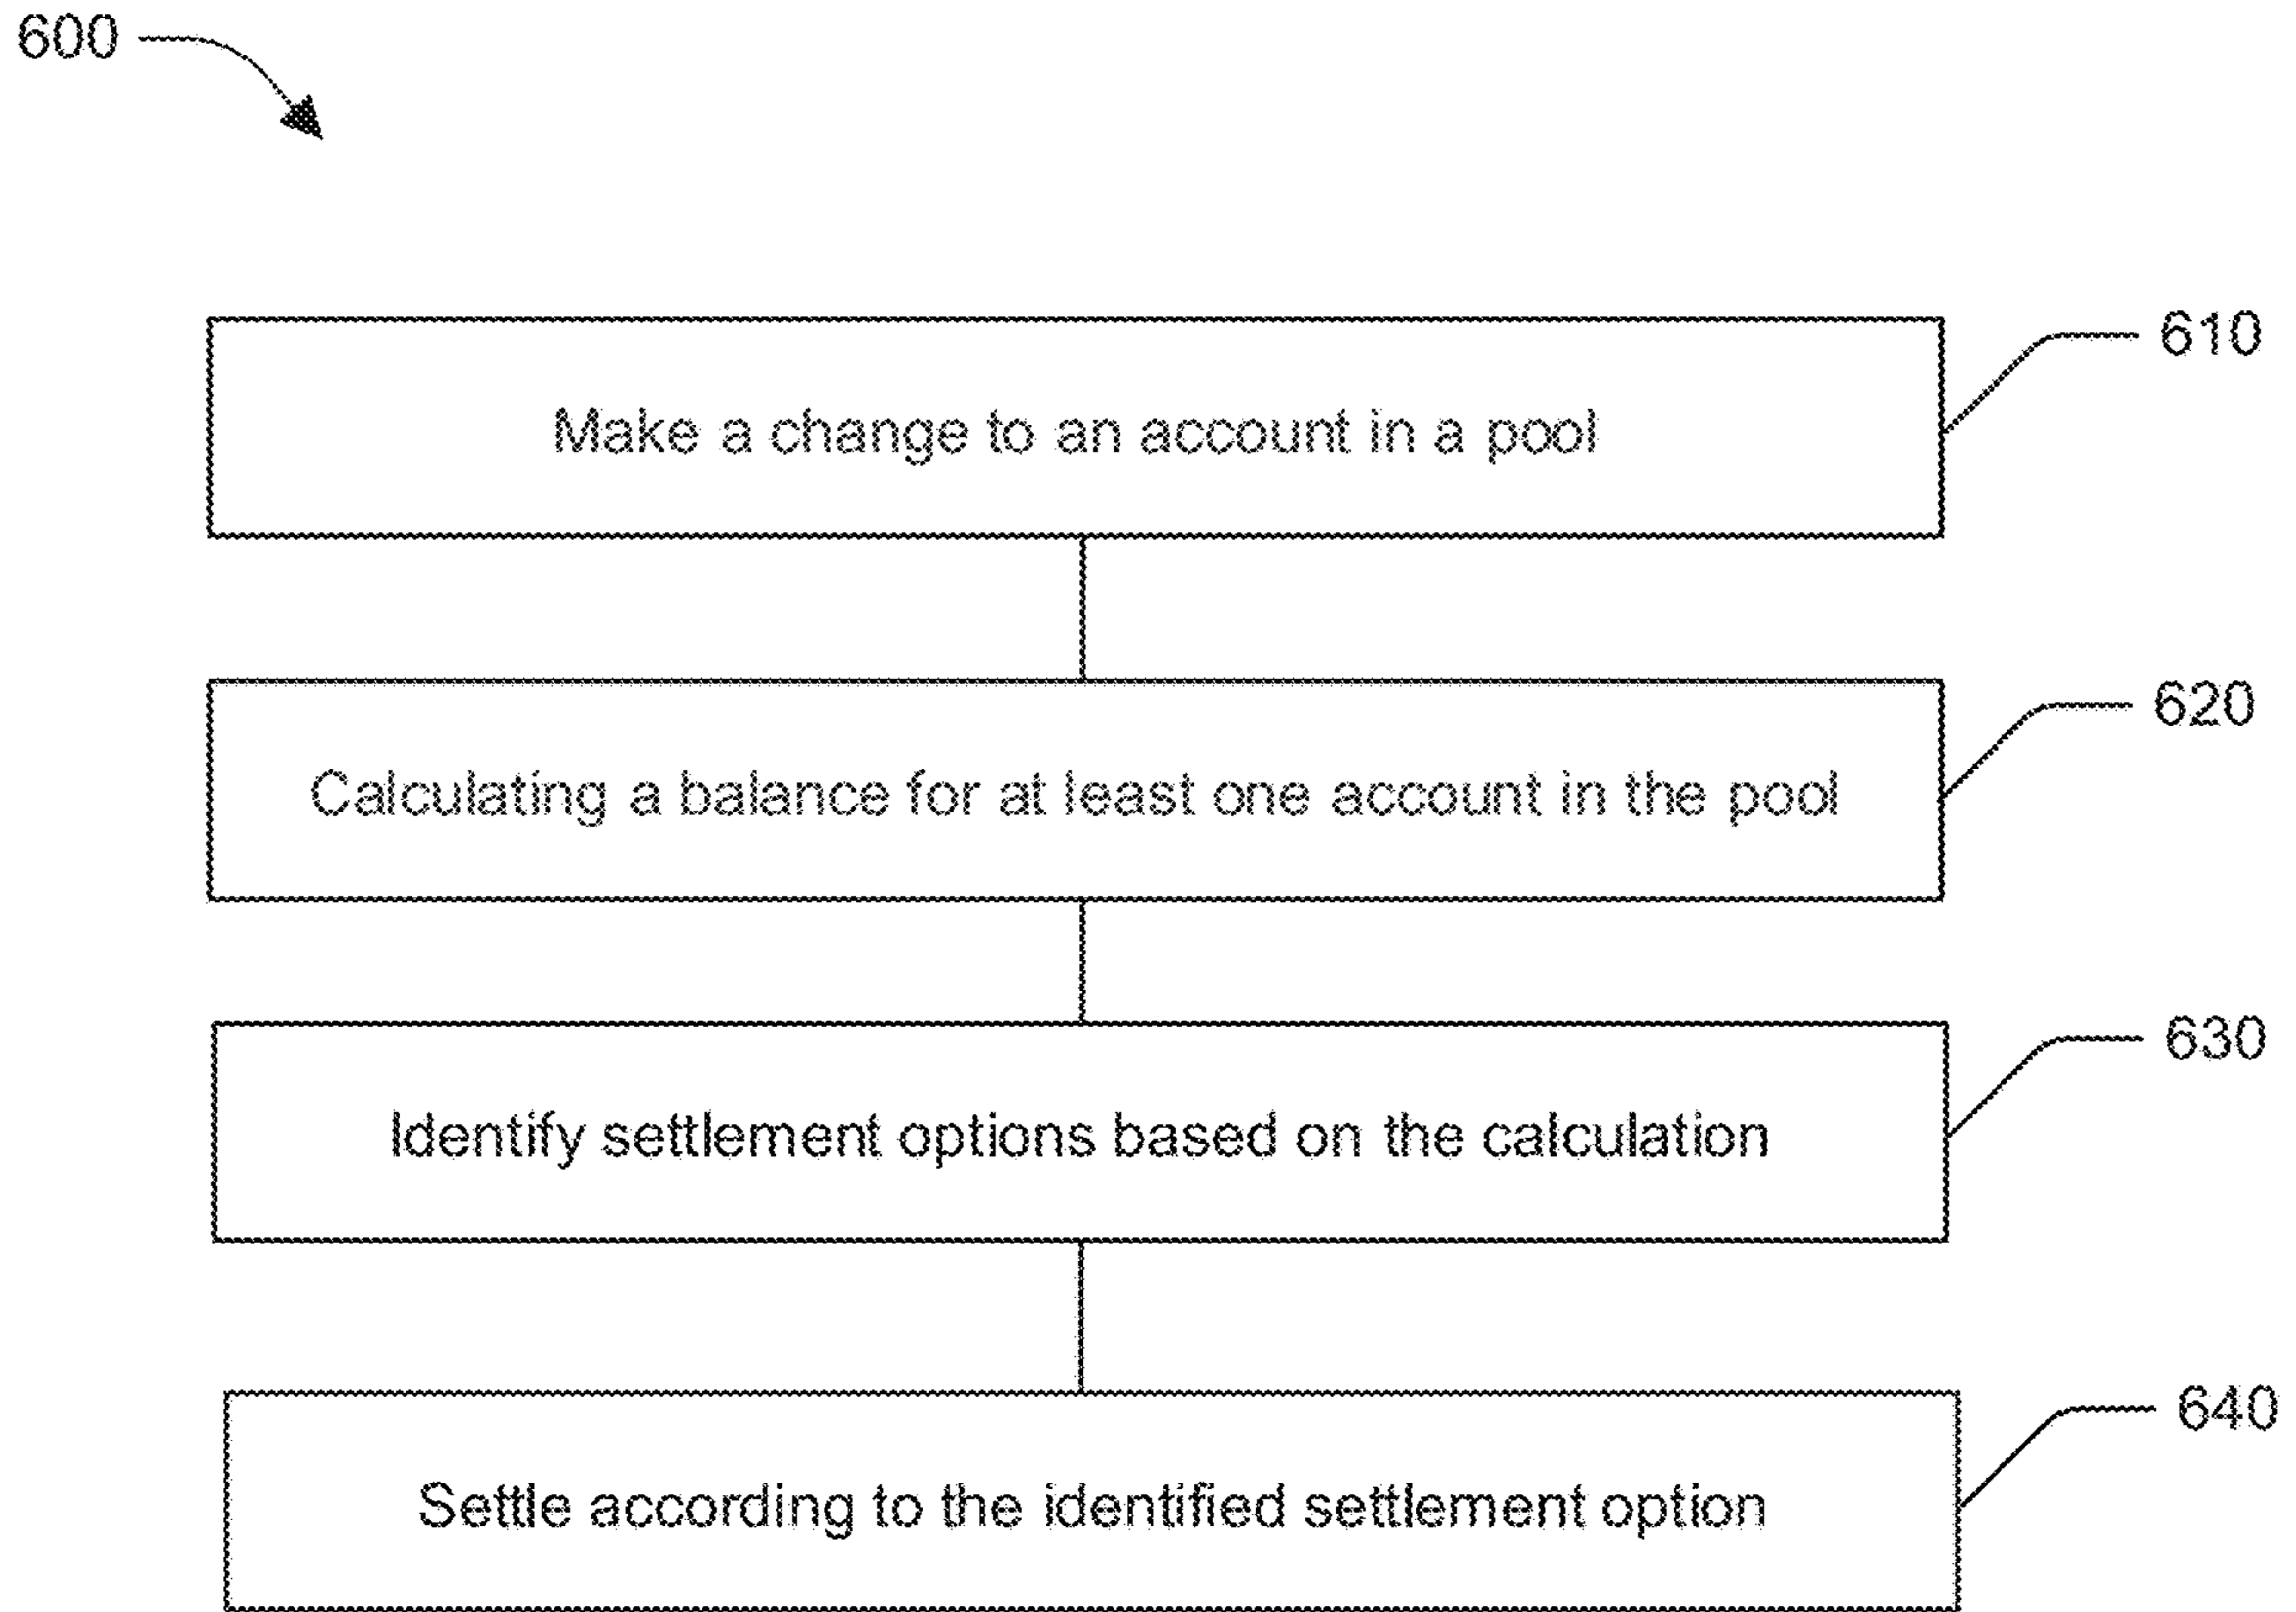 600
610
Make a change to an account in a pool
620
Calculating a balance for at least one account in the pool
630
Identify settlement options based on the calculation
640
Settle according to the identified settlement option